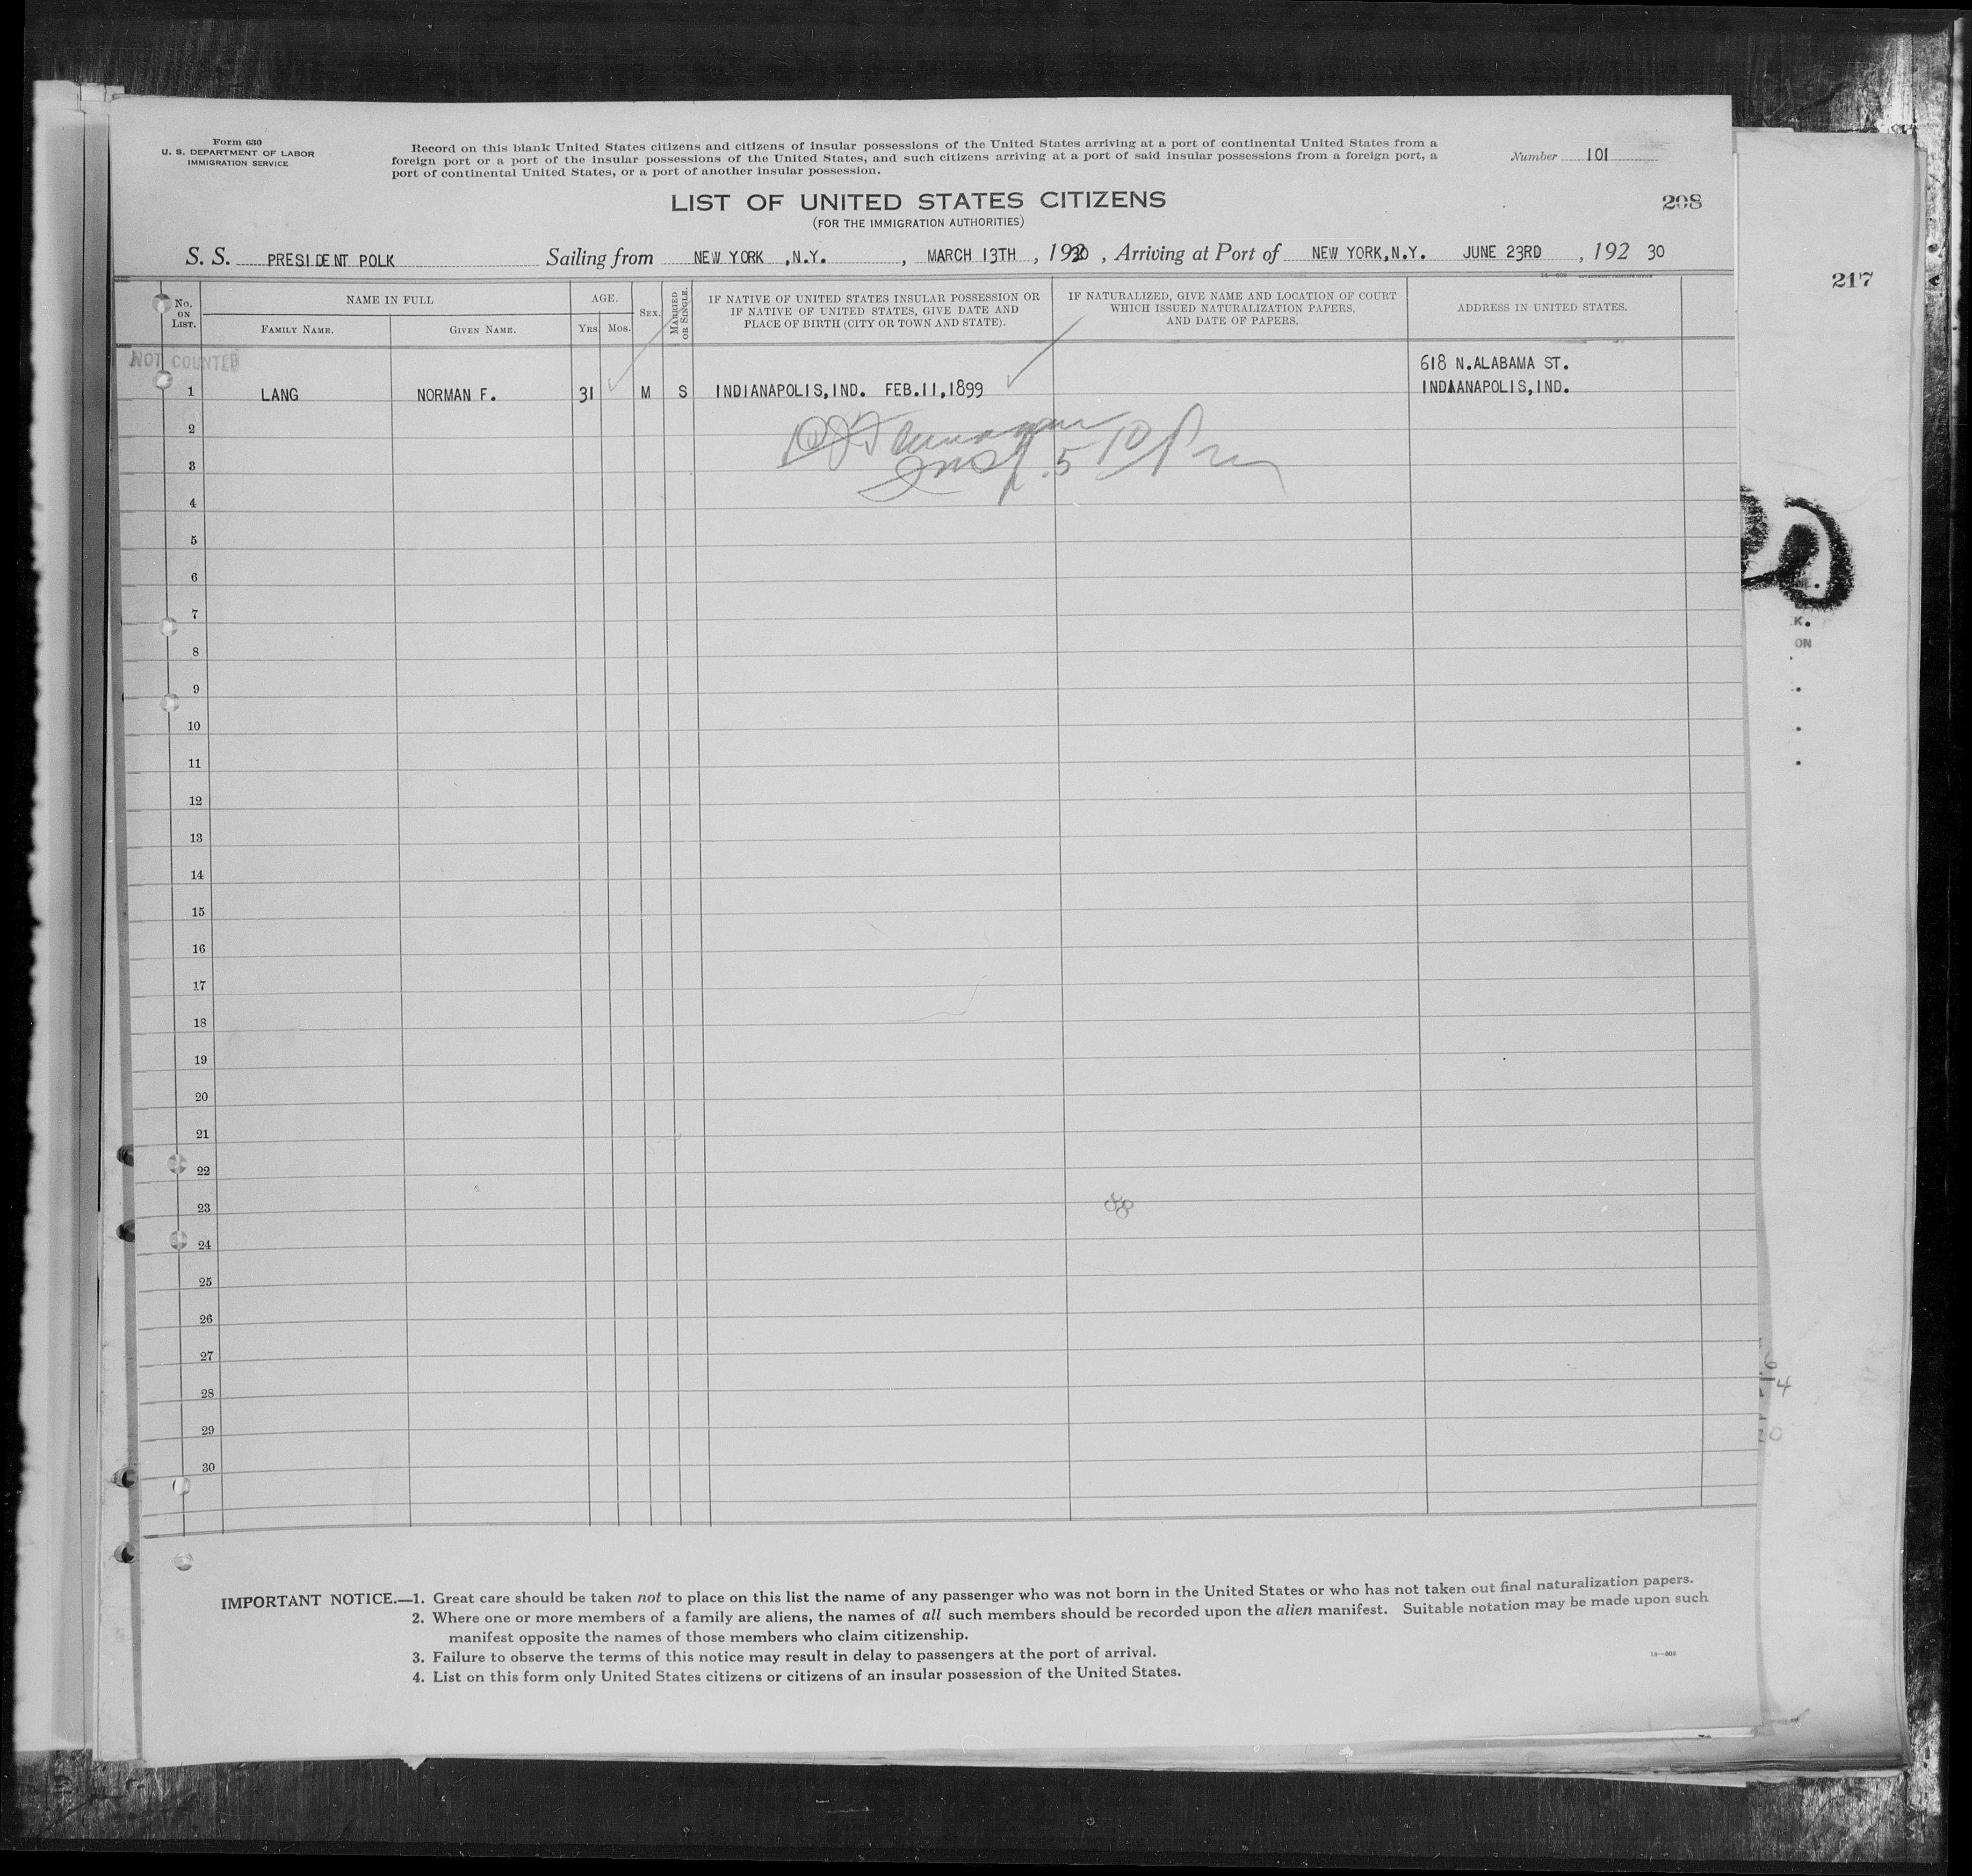 Form 630
U. S. DEPARTMENT OF LABOR
IMMIGRATION SERVICE
Record on this blank United States citizens and citizens of insular possessions of the United States arriving at a port of continental United States from a
foreign port or a port of the insular possessions of the United States, and such citizens arriving at a port of said insular possessions from a foreign port, a
port of continental United States, or a port of another insular possession.
Number 101
LIST OF UNITED STATES CITIZENS
(FOR THE IMMIGRATION AUTHORITIES)
208
S. S. PRESIDENT POLK Sailing from NEW YORK ,N.Y. , MARCH 13TH , 1930 , Arriving at Port of NEW YORK,N.Y. JUNE 23RD , 192 30
217
No. ON LIST.
NAME IN FULL
FAMILY NAME. GIVEN NAME.
AGE.
YRS. MOS.
SEX.
MARRIED OR SINGLE.
IF NATIVE OF UNITED STATES INSULAR POSSESSION OR
IF NATIVE OF UNITED STATES, GIVE DATE AND
PLACE OF BIRTH (CITY OR TOWN AND STATE).
IF NATURALIZED, GIVE NAME AND LOCATION OF COURT
WHICH ISSUED NATURALIZATION PAPERS,
AND DATE OF PAPERS.
ADDRESS IN UNITED STATES.
NOT COUNTED
618 N.ALABAMA ST.
1 LANG NORMAN F. 31 M S INDIANAPOLIS,IND. FEB.11,1899 INDIANAPOLIS,IND.
2
3
4
5
6
7
8
9
10
11
12
13
14
15
16
17
18
19
20
21
22
23
24
25
26
27
28
29
30
K.
ON
IMPORTANT NOTICE.—1. Great care should be taken not to place on this list the name of any passenger who was not born in the United States or who has not taken out final naturalization papers.
2. Where one or more members of a family are aliens, the names of all such members should be recorded upon the alien manifest. Suitable notation may be made upon such
manifest opposite the names of those members who claim citizenship.
3. Failure to observe the terms of this notice may result in delay to passengers at the port of arrival.
4. List on this form only United States citizens or citizens of an insular possession of the United States.